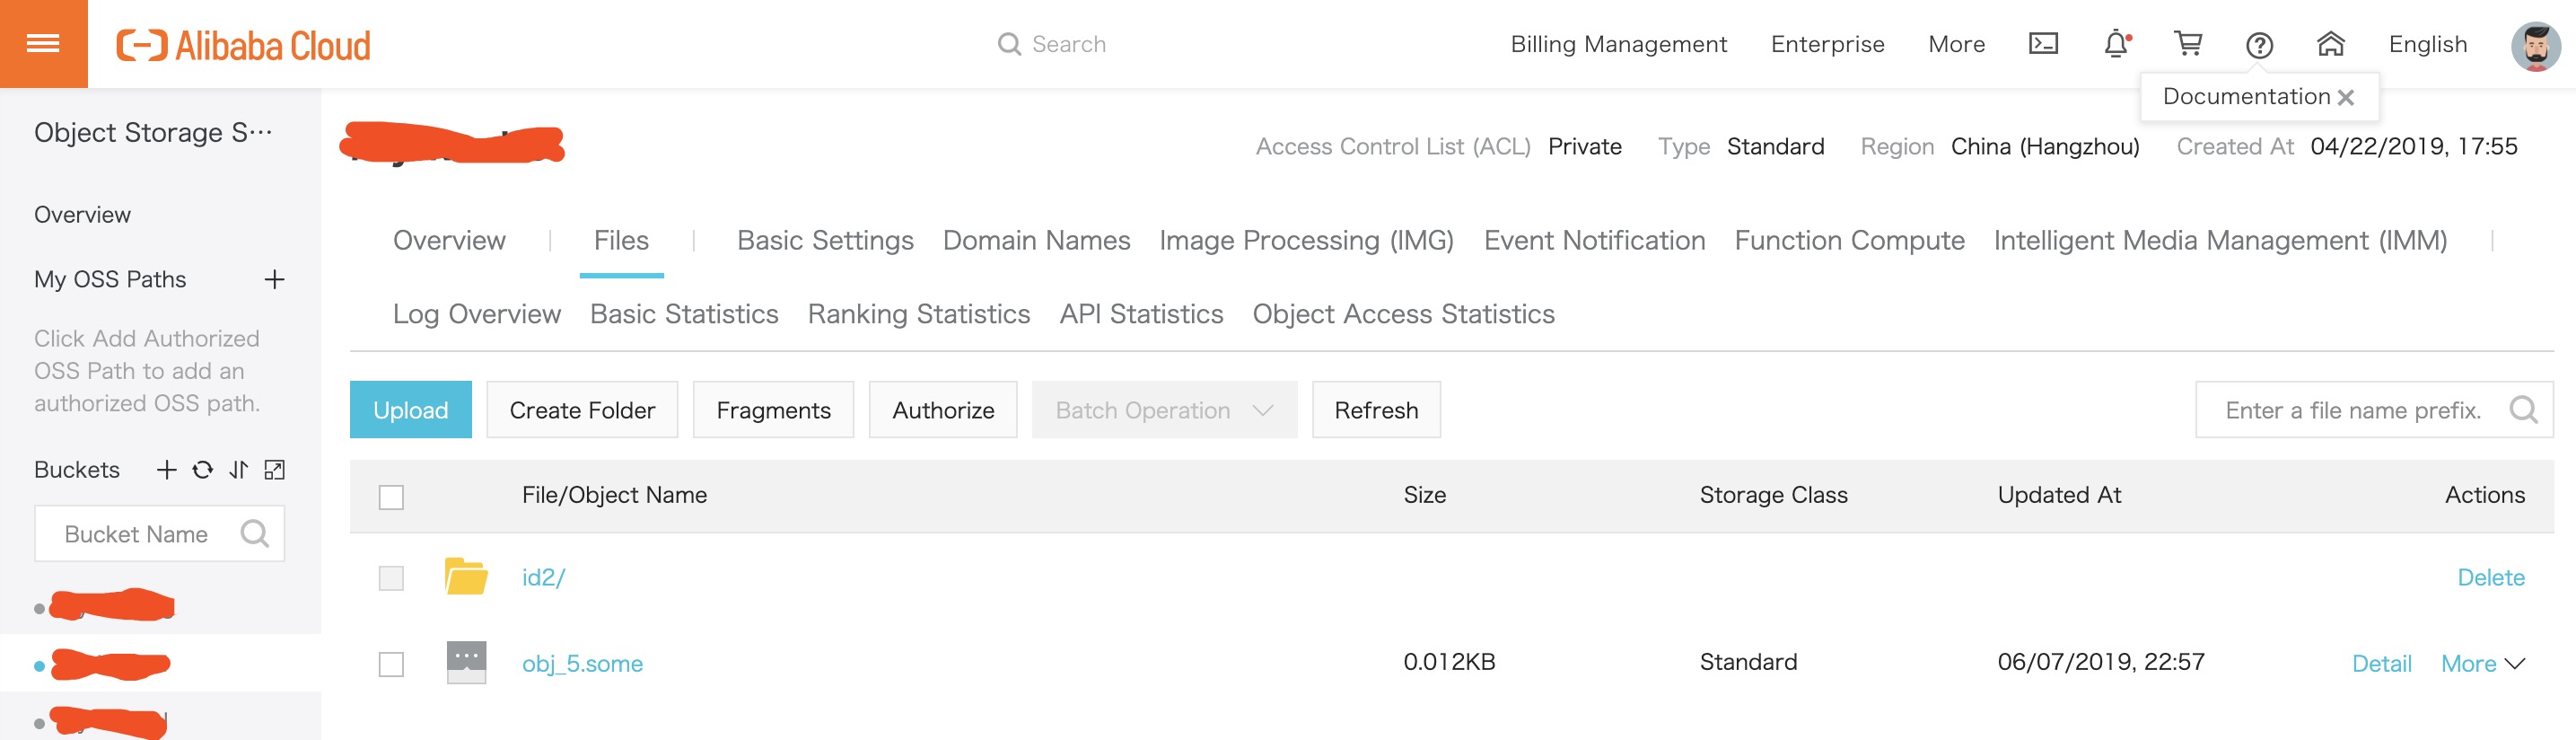 Alibaba Cloud
Search
Billing Management Enterprise More English
Documentation
Object Storage S…
Overview
My OSS Paths
Click Add Authorized
OSS Path to add an
authorized OSS path.
Buckets
Bucket Name
Access Control List (ACL) Private Type Standard Region China (Hangzhou) Created At 04/22/2019, 17:55
Overview Files Basic Settings Domain Names Image Processing (IMG) Event Notification Function Compute Intelligent Media Management (IMM)
Log Overview Basic Statistics Ranking Statistics API Statistics Object Access Statistics
Upload Create Folder Fragments Authorize Batch Operation Refresh Enter a file name prefix.
File/Object Name Size Storage Class Updated At Actions
id2/ Delete
obj_5.some 0.012KB Standard 06/07/2019, 22:57 Detail More